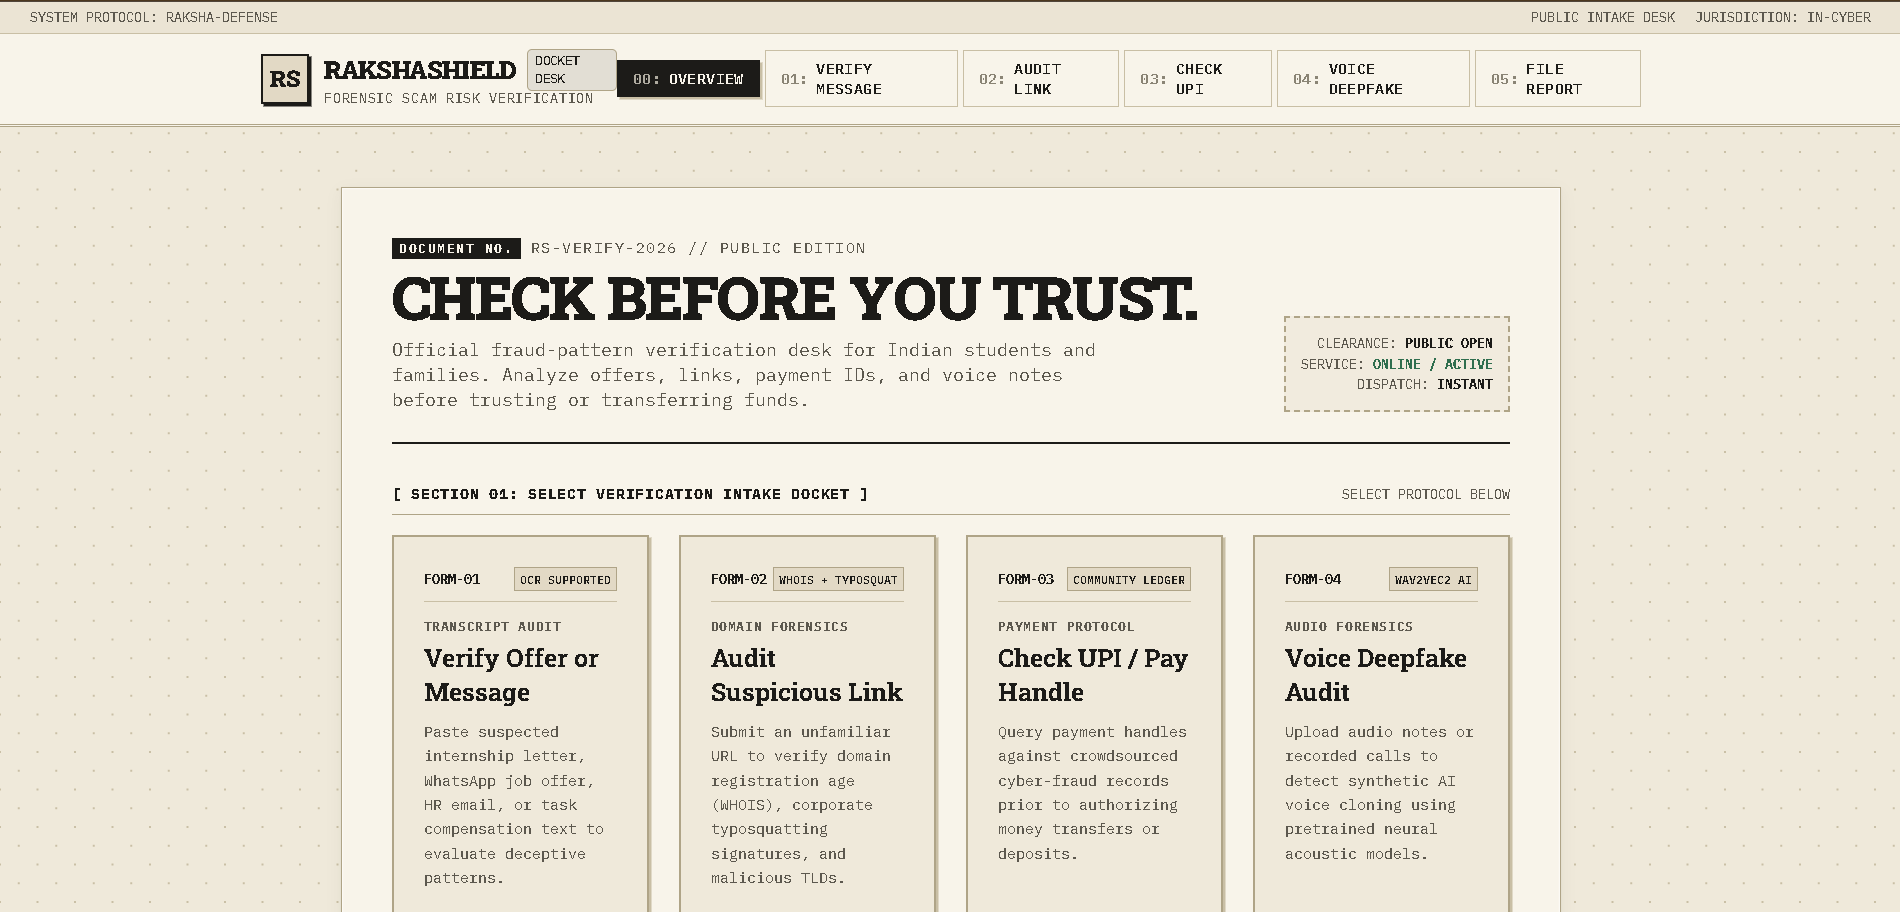 SYSTEM PROTOCOL: RAKSHA-DEFENSE
PUBLIC INTAKE DESK
JURISDICTION: IN-CYBER
RS
RAKSHASHIELD
DOCKET
DESK
FORENSIC SCAM RISK VERIFICATION
00: OVERVIEW
01: VERIFY
MESSAGE
02: AUDIT
LINK
03: CHECK
UPI
04: VOICE
DEEPFAKE
05: FILE
REPORT
DOCUMENT NO. RS-VERIFY-2026 // PUBLIC EDITION
CHECK BEFORE YOU TRUST.
Official fraud-pattern verification desk for Indian students and
families. Analyze offers, links, payment IDs, and voice notes
before trusting or transferring funds.
CLEARANCE: PUBLIC OPEN
SERVICE: ONLINE / ACTIVE
DISPATCH: INSTANT
[ SECTION 01: SELECT VERIFICATION INTAKE DOCKET ]
SELECT PROTOCOL BELOW
FORM-01
OCR SUPPORTED
TRANSCRIPT AUDIT
Verify Offer or
Message
Paste suspected
internship letter,
WhatsApp job offer,
HR email, or task
compensation text to
evaluate deceptive
patterns.
FORM-02
WHOIS + TYPOSQUAT
DOMAIN FORENSICS
Audit
Suspicious Link
Submit an unfamiliar
URL to verify domain
registration age
(WHOIS), corporate
typosquatting
signatures, and
malicious TLDs.
FORM-03
COMMUNITY LEDGER
PAYMENT PROTOCOL
Check UPI / Pay
Handle
Query payment handles
against crowdsourced
cyber-fraud records
prior to authorizing
money transfers or
deposits.
FORM-04
WAV2VEC2 AI
AUDIO FORENSICS
Voice Deepfake
Audit
Upload audio notes or
recorded calls to
detect synthetic AI
voice cloning using
pretrained neural
acoustic models.